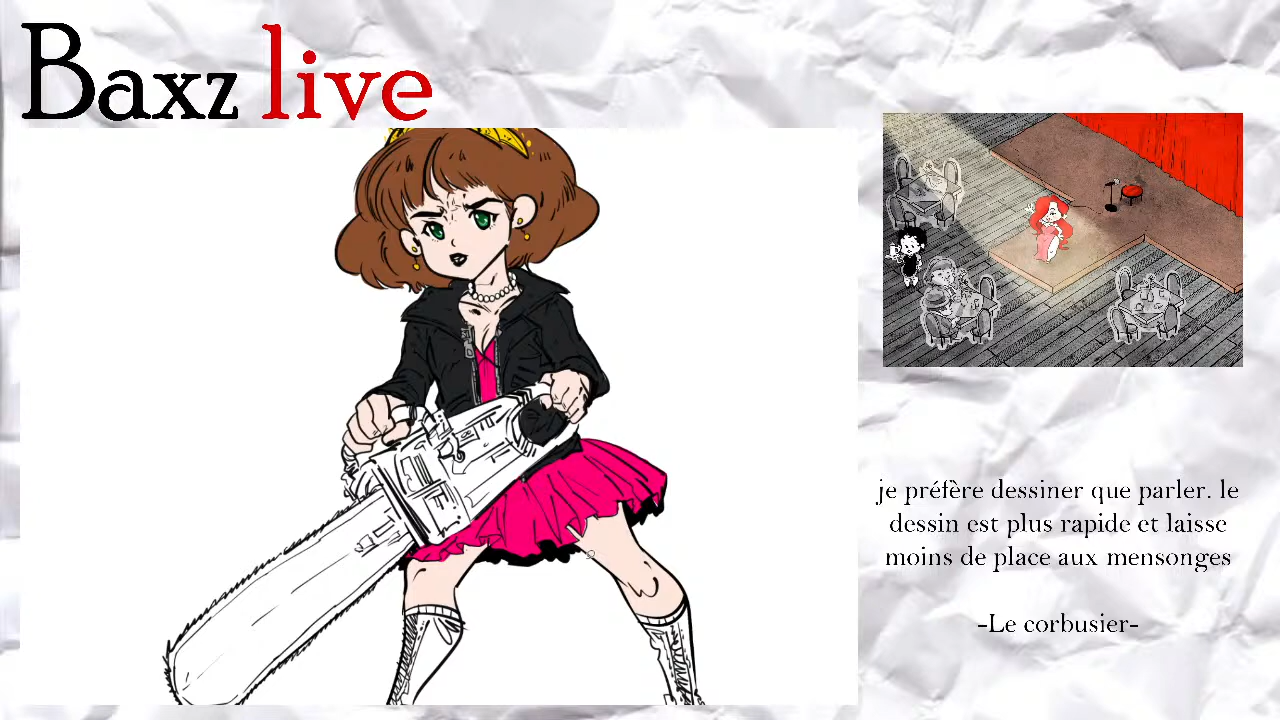 Baxz live
je préfère dessiner que parler. le
dessin est plus rapide et laisse
moins de place aux mensonges
-Le corbusier-